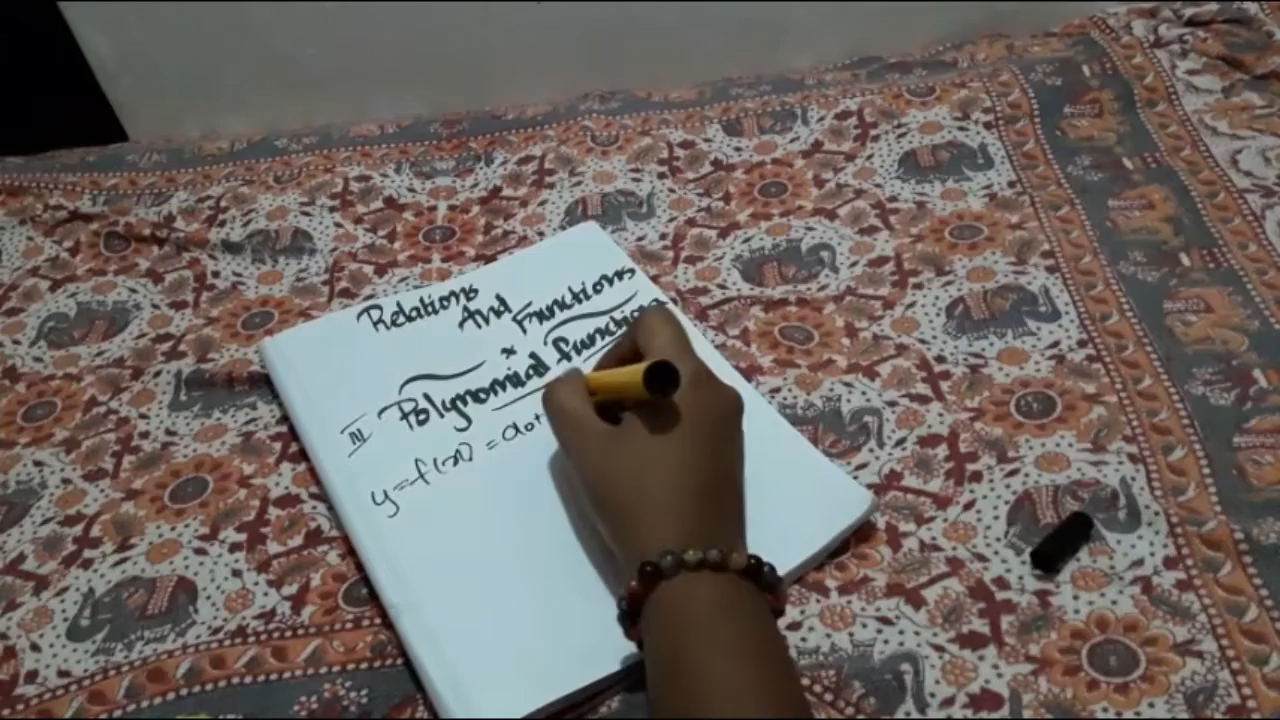 Relations
And
Functions
III Polynomial function
y=f(x) = a₀+